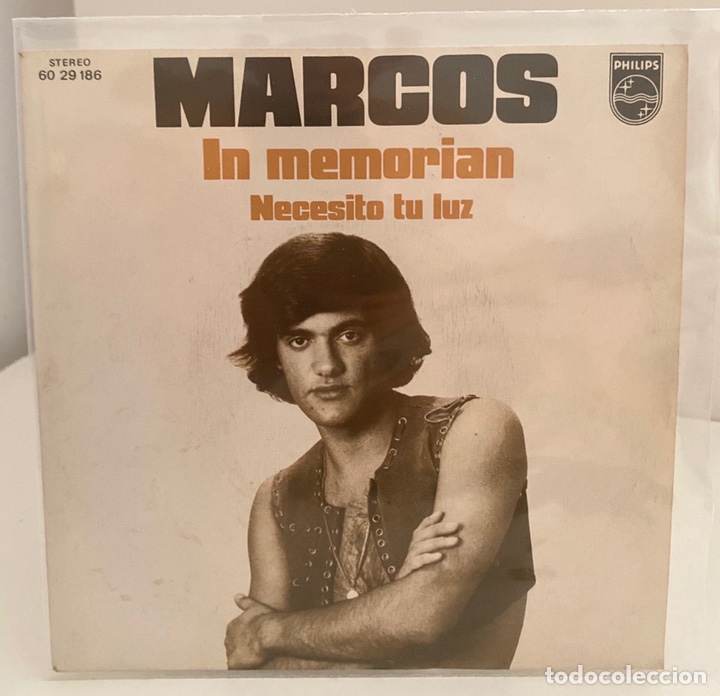 STEREO
60 29 186
MARCOS
PHILIPS
In memorian
Necesito tu luz
todocoleccion